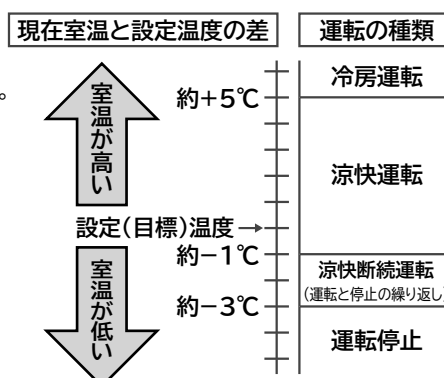 現在室温と設定温度の差
運転の種類
。
室温が高い
約+5℃
冷房運転
涼快運転
設定(目標)温度→
約-1℃
室温が低い
涼快断続運転
(運転と停止の繰り返し)
約-3℃
運転停止